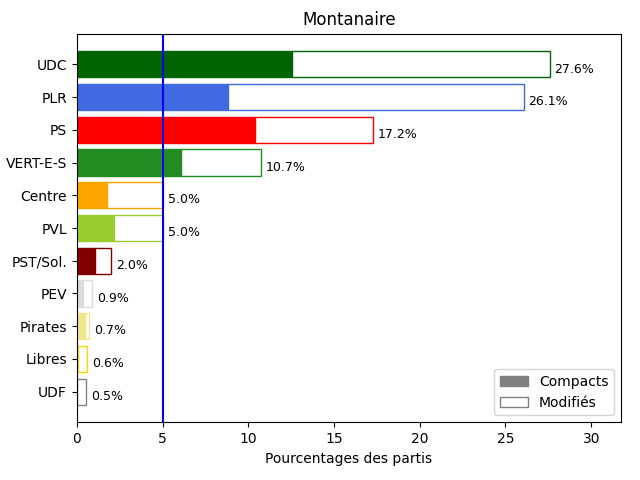 Montanaire
UDC
27.6%
PLR
26.1%
PS
17.2%
VERT-E-S
10.7%
Centre
5.0%
PVL
5.0%
PST/Sol.
2.0%
PEV
0.9%
Pirates
0.7%
Libres
0.6%
UDF
0.5%
Compacts
Modifiés
0 5 10 15 20 25 30
Pourcentages des partis